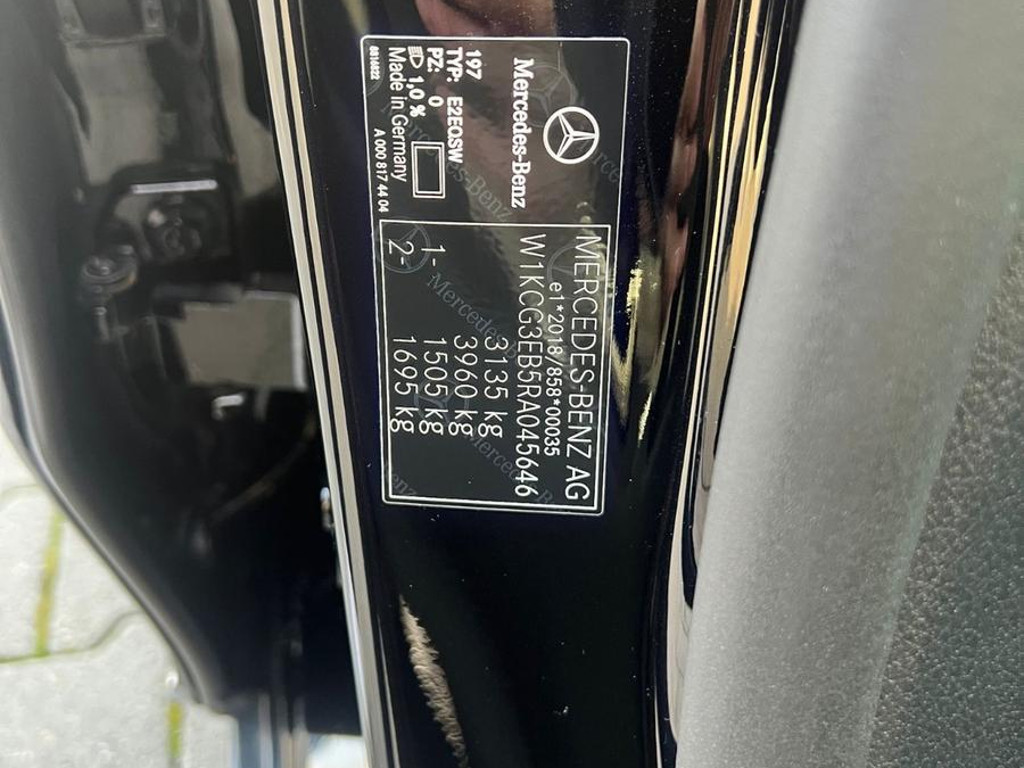 Mercedes-Benz
197
TYP: E2EQSW
PZ: 0
1,0 %
Made in Germany
6816822
A 000 817 44 04
MERCEDES-BENZ AG
e1*2018/858*00035
W1KCG3EB5RA045646
3135 kg
3960 kg
1- 1505 kg
2- 1695 kg